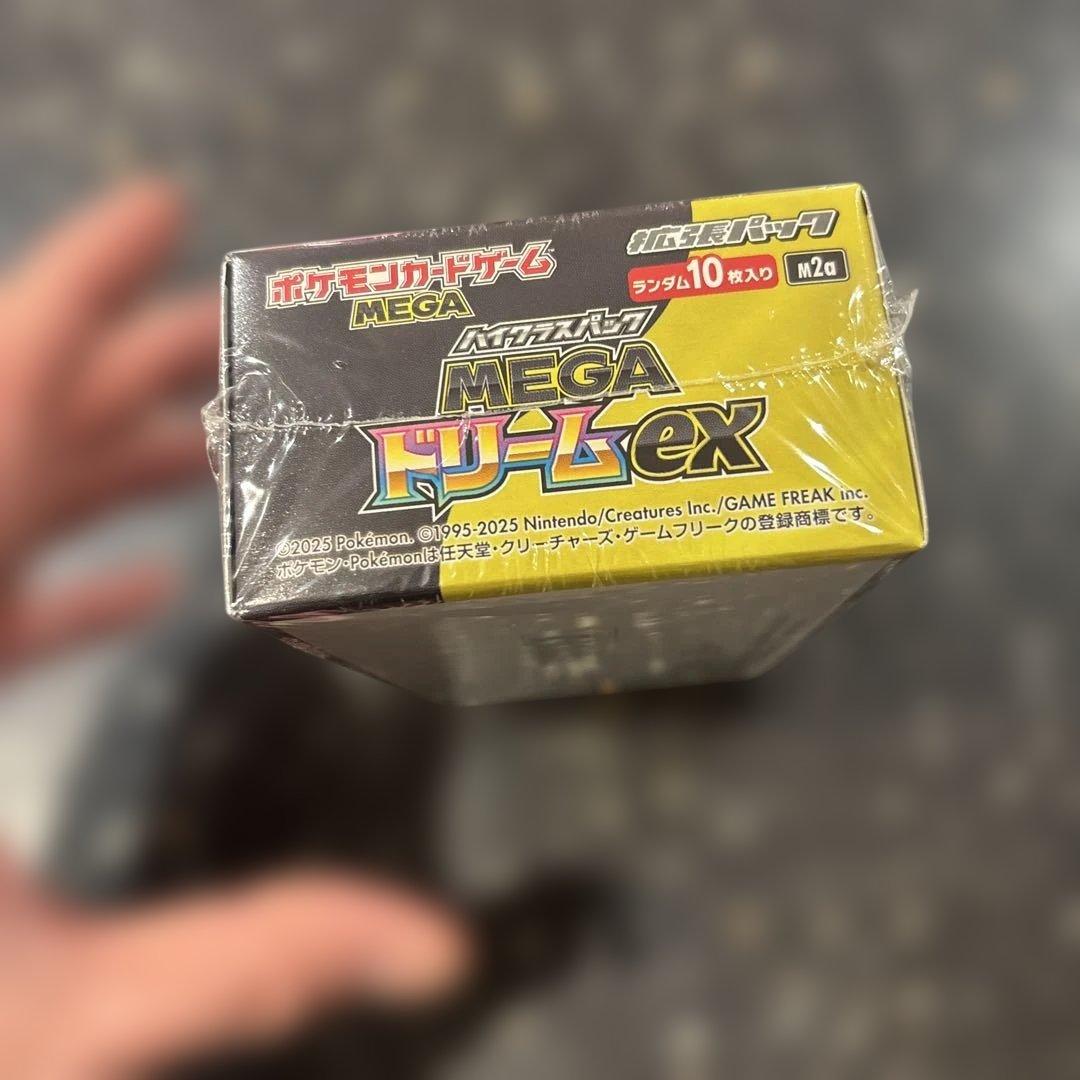 ポケモンカードゲーム™
MEGA
拡張パック
ランダム10枚入り
M2a
ハイクラスパック
MEGA
ドリームex
©2025 Pokémon. ©1995-2025 Nintendo/Creatures Inc./GAME FREAK inc.
ポケモン・Pokémonは任天堂・クリーチャーズ・ゲームフリークの登録商標です。